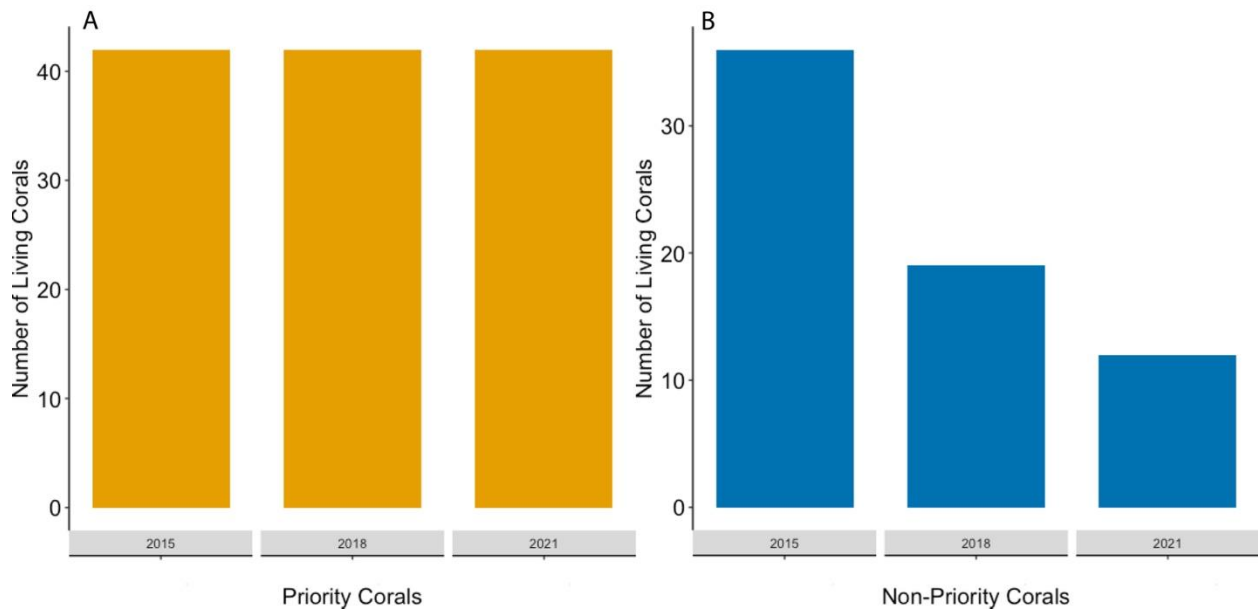 A
Number of Living Corals
40
30
20
10
0
2015 2018 2021
Priority Corals
B
Number of Living Corals
30
20
10
0
2015 2018 2021
Non-Priority Corals